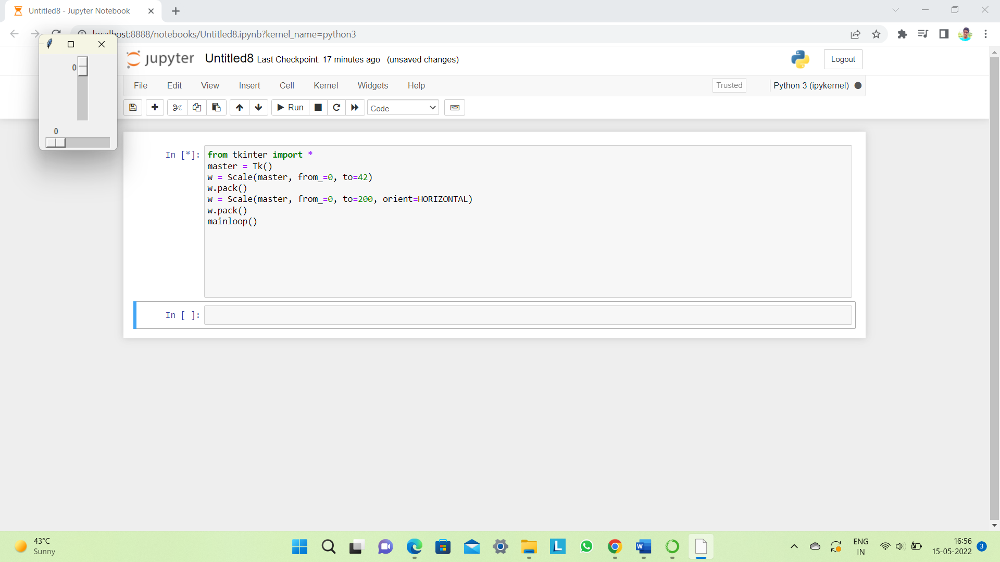 Untitled8 - Jupyter Notebook
localhost:8888/notebooks/Untitled8.ipynb?kernel_name=python3
0
0
jupyter Untitled8 Last Checkpoint: 17 minutes ago (unsaved changes)
Logout
File Edit View Insert Cell Kernel Widgets Help
Trusted
Python 3 (ipykernel)
Run
Code
In [*]:
from tkinter import *
master = Tk()
w = Scale(master, from_=0, to=42)
w.pack()
w = Scale(master, from_=0, to=200, orient=HORIZONTAL)
w.pack()
mainloop()
In [ ]:
43°C
Sunny
L
W
ENG
IN
16:56
15-05-2022
3